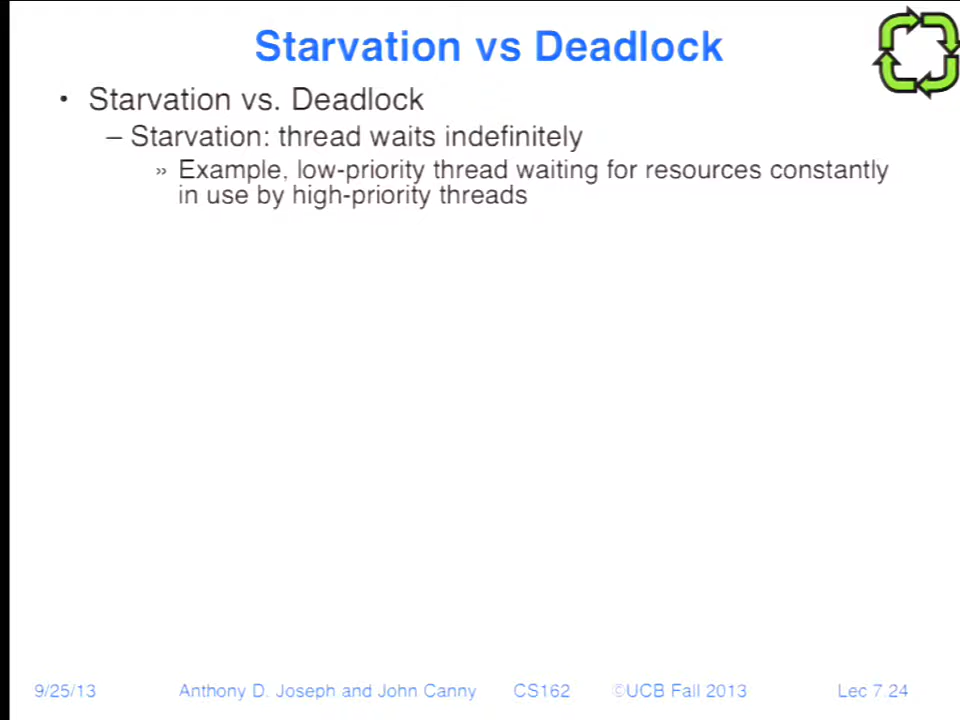 Starvation vs Deadlock
• Starvation vs. Deadlock
– Starvation: thread waits indefinitely
» Example, low-priority thread waiting for resources constantly
in use by high-priority threads
9/25/13 Anthony D. Joseph and John Canny CS162 ©UCB Fall 2013 Lec 7.24